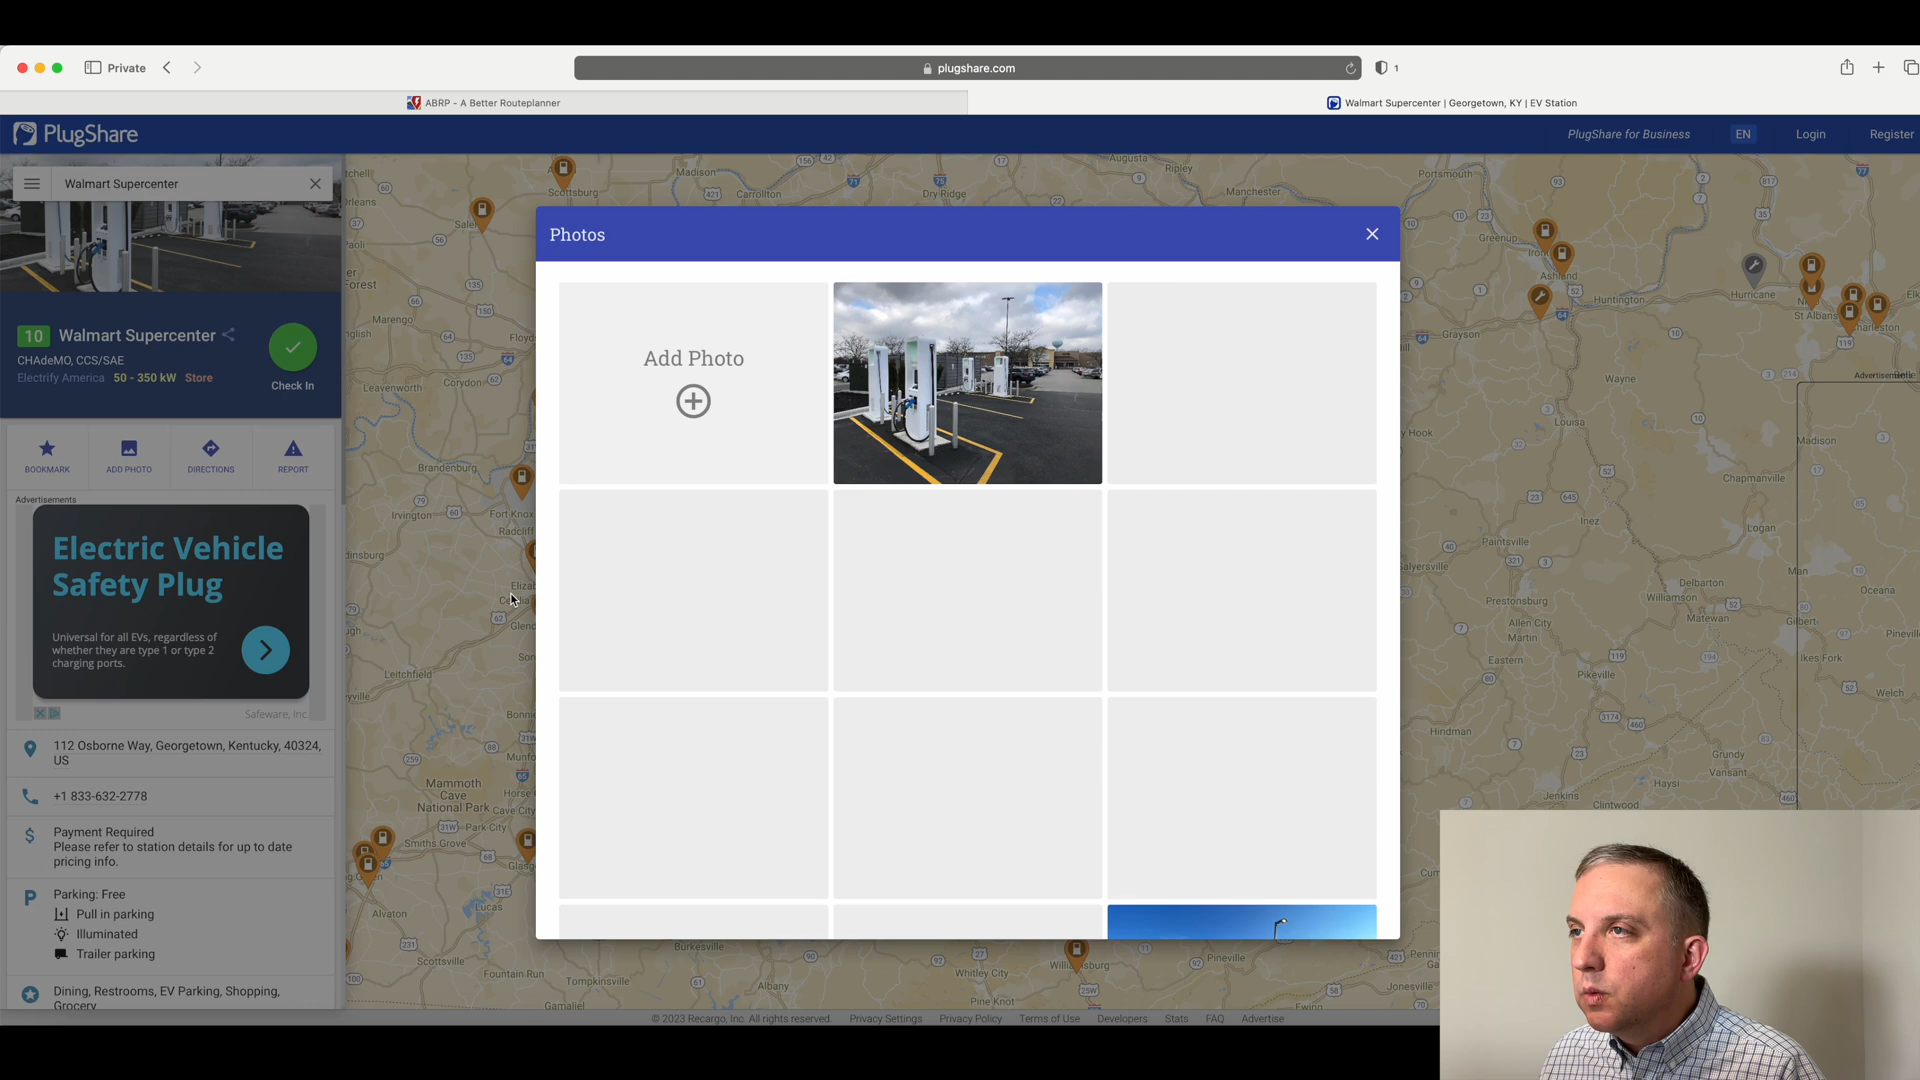 Private
plugshare.com
1
ABRP - A Better Routeplanner
Walmart Supercenter | Georgetown, KY | EV Station
PlugShare
PlugShare for Business
EN
Login
Register
Walmart Supercenter
10 Walmart Supercenter
CHAdeMO, CCS/SAE
Electrify America 50 - 350 kW Store
Check In
BOOKMARK
ADD PHOTO
DIRECTIONS
REPORT
Advertisements
Electric Vehicle
Safety Plug
Universal for all EVs, regardless of
whether they are type 1 or type 2
charging ports.
Safeware, Inc.
112 Osborne Way, Georgetown, Kentucky, 40324,
US
+1 833-632-2778
Payment Required
Please refer to station details for up to date
pricing info.
Parking: Free
Pull in parking
Illuminated
Trailer parking
Dining, Restrooms, EV Parking, Shopping,
Grocery
Photos
Add Photo
Scottsburg
Madison
Carrollton
Dry Ridge
Augusta
Ripley
Manchester
Portsmouth
Greenup
Ashland
Huntington
Hurricane
St Albans
Grayson
Wayne
Louisa
Madison
Chapmanville
Logan
Inez
Paintsville
Man
Oceana
Delbarton
Williamson
Matewan
Gilbert
Prestonsburg
Allen City
Martin
Eastern
Pikeville
Ikes Fork
Welch
Hindman
Grundy
Vansant
Haysi
Jenkins
Clintwood
Marengo
Leavenworth
Corydon
Brandenburg
Irvington
Fort Knox
Radcliff
Leitchfield
Mammoth
Cave
National Park
Cave City
Park City
Smiths Grove
Alvaton
Lucas
Scottsville
Fountain Run
Gamaliel
Tompkinsville
Burkesville
Albany
Whitley City
Pine Knot
Pineville
Middlesboro
Ewing
© 2023 Recargo, Inc. All rights reserved.
Privacy Settings
Privacy Policy
Terms of Use
Developers
Stats
FAQ
Advertise